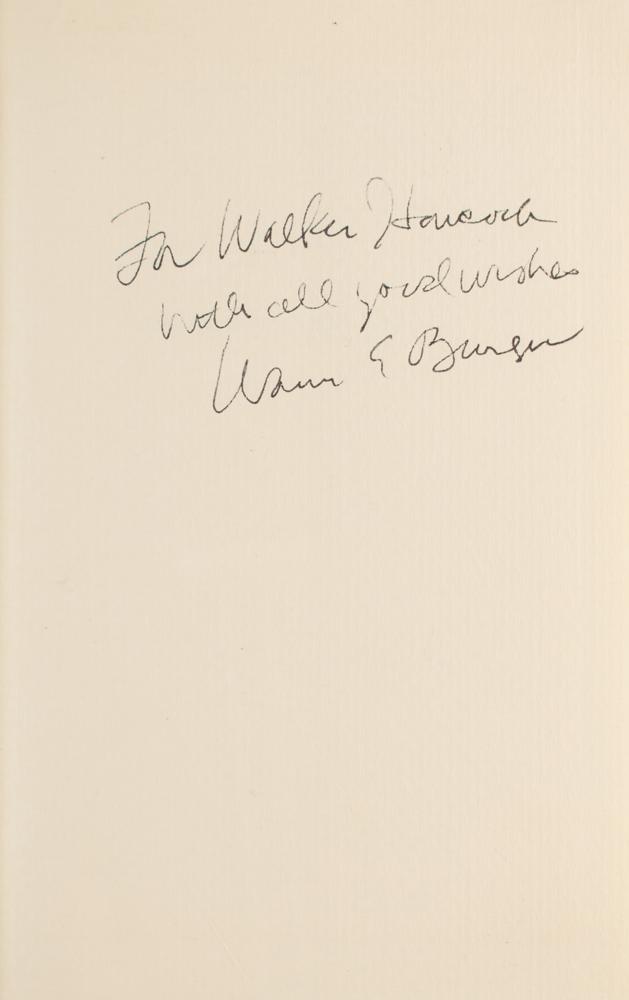 For Walker Hancock
with all good wishes
Warren E Burger